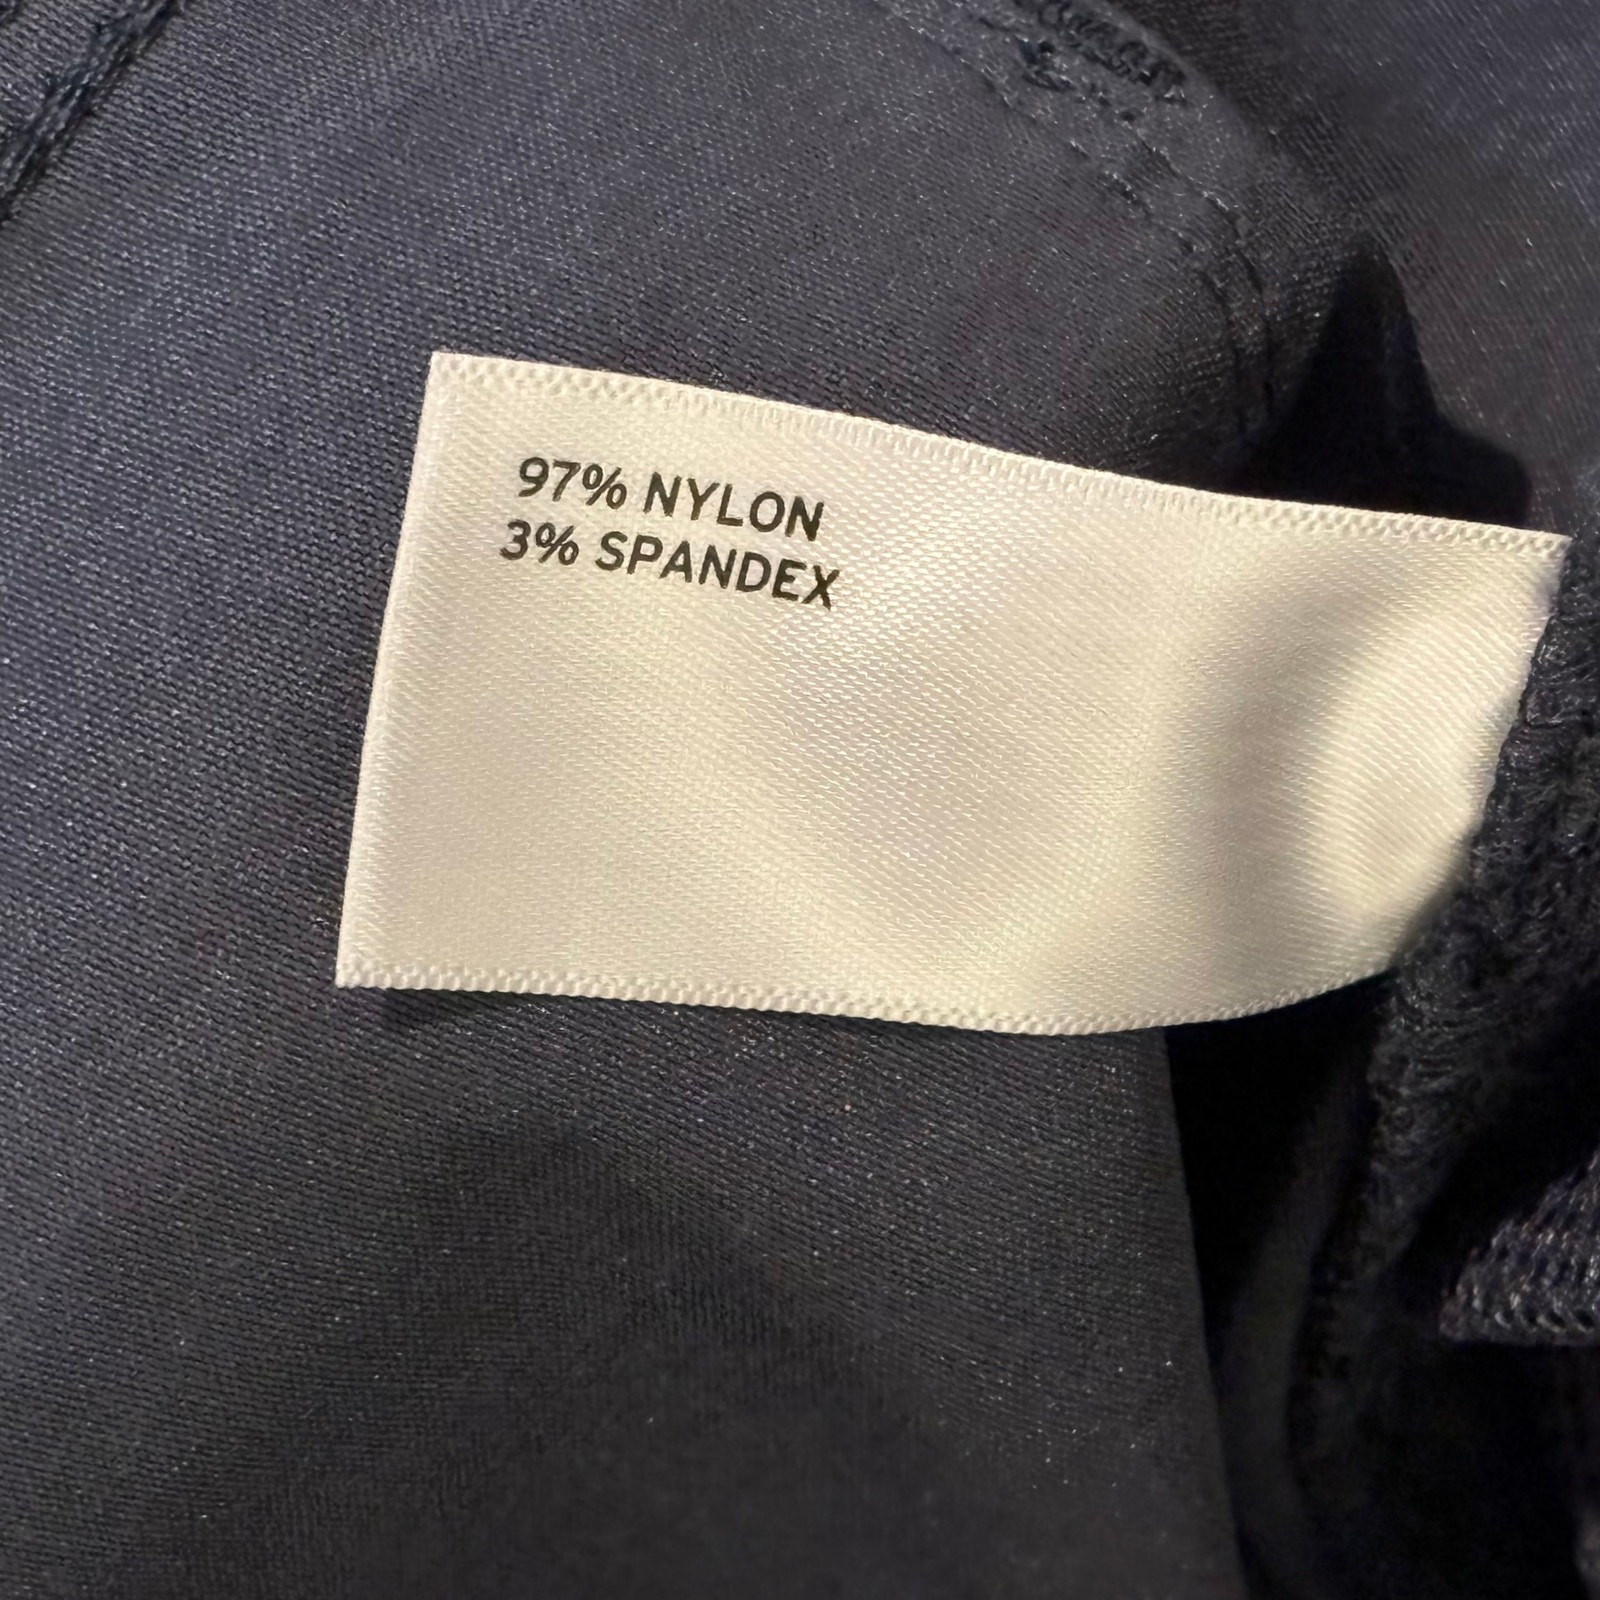 97% NYLON
3% SPANDEX